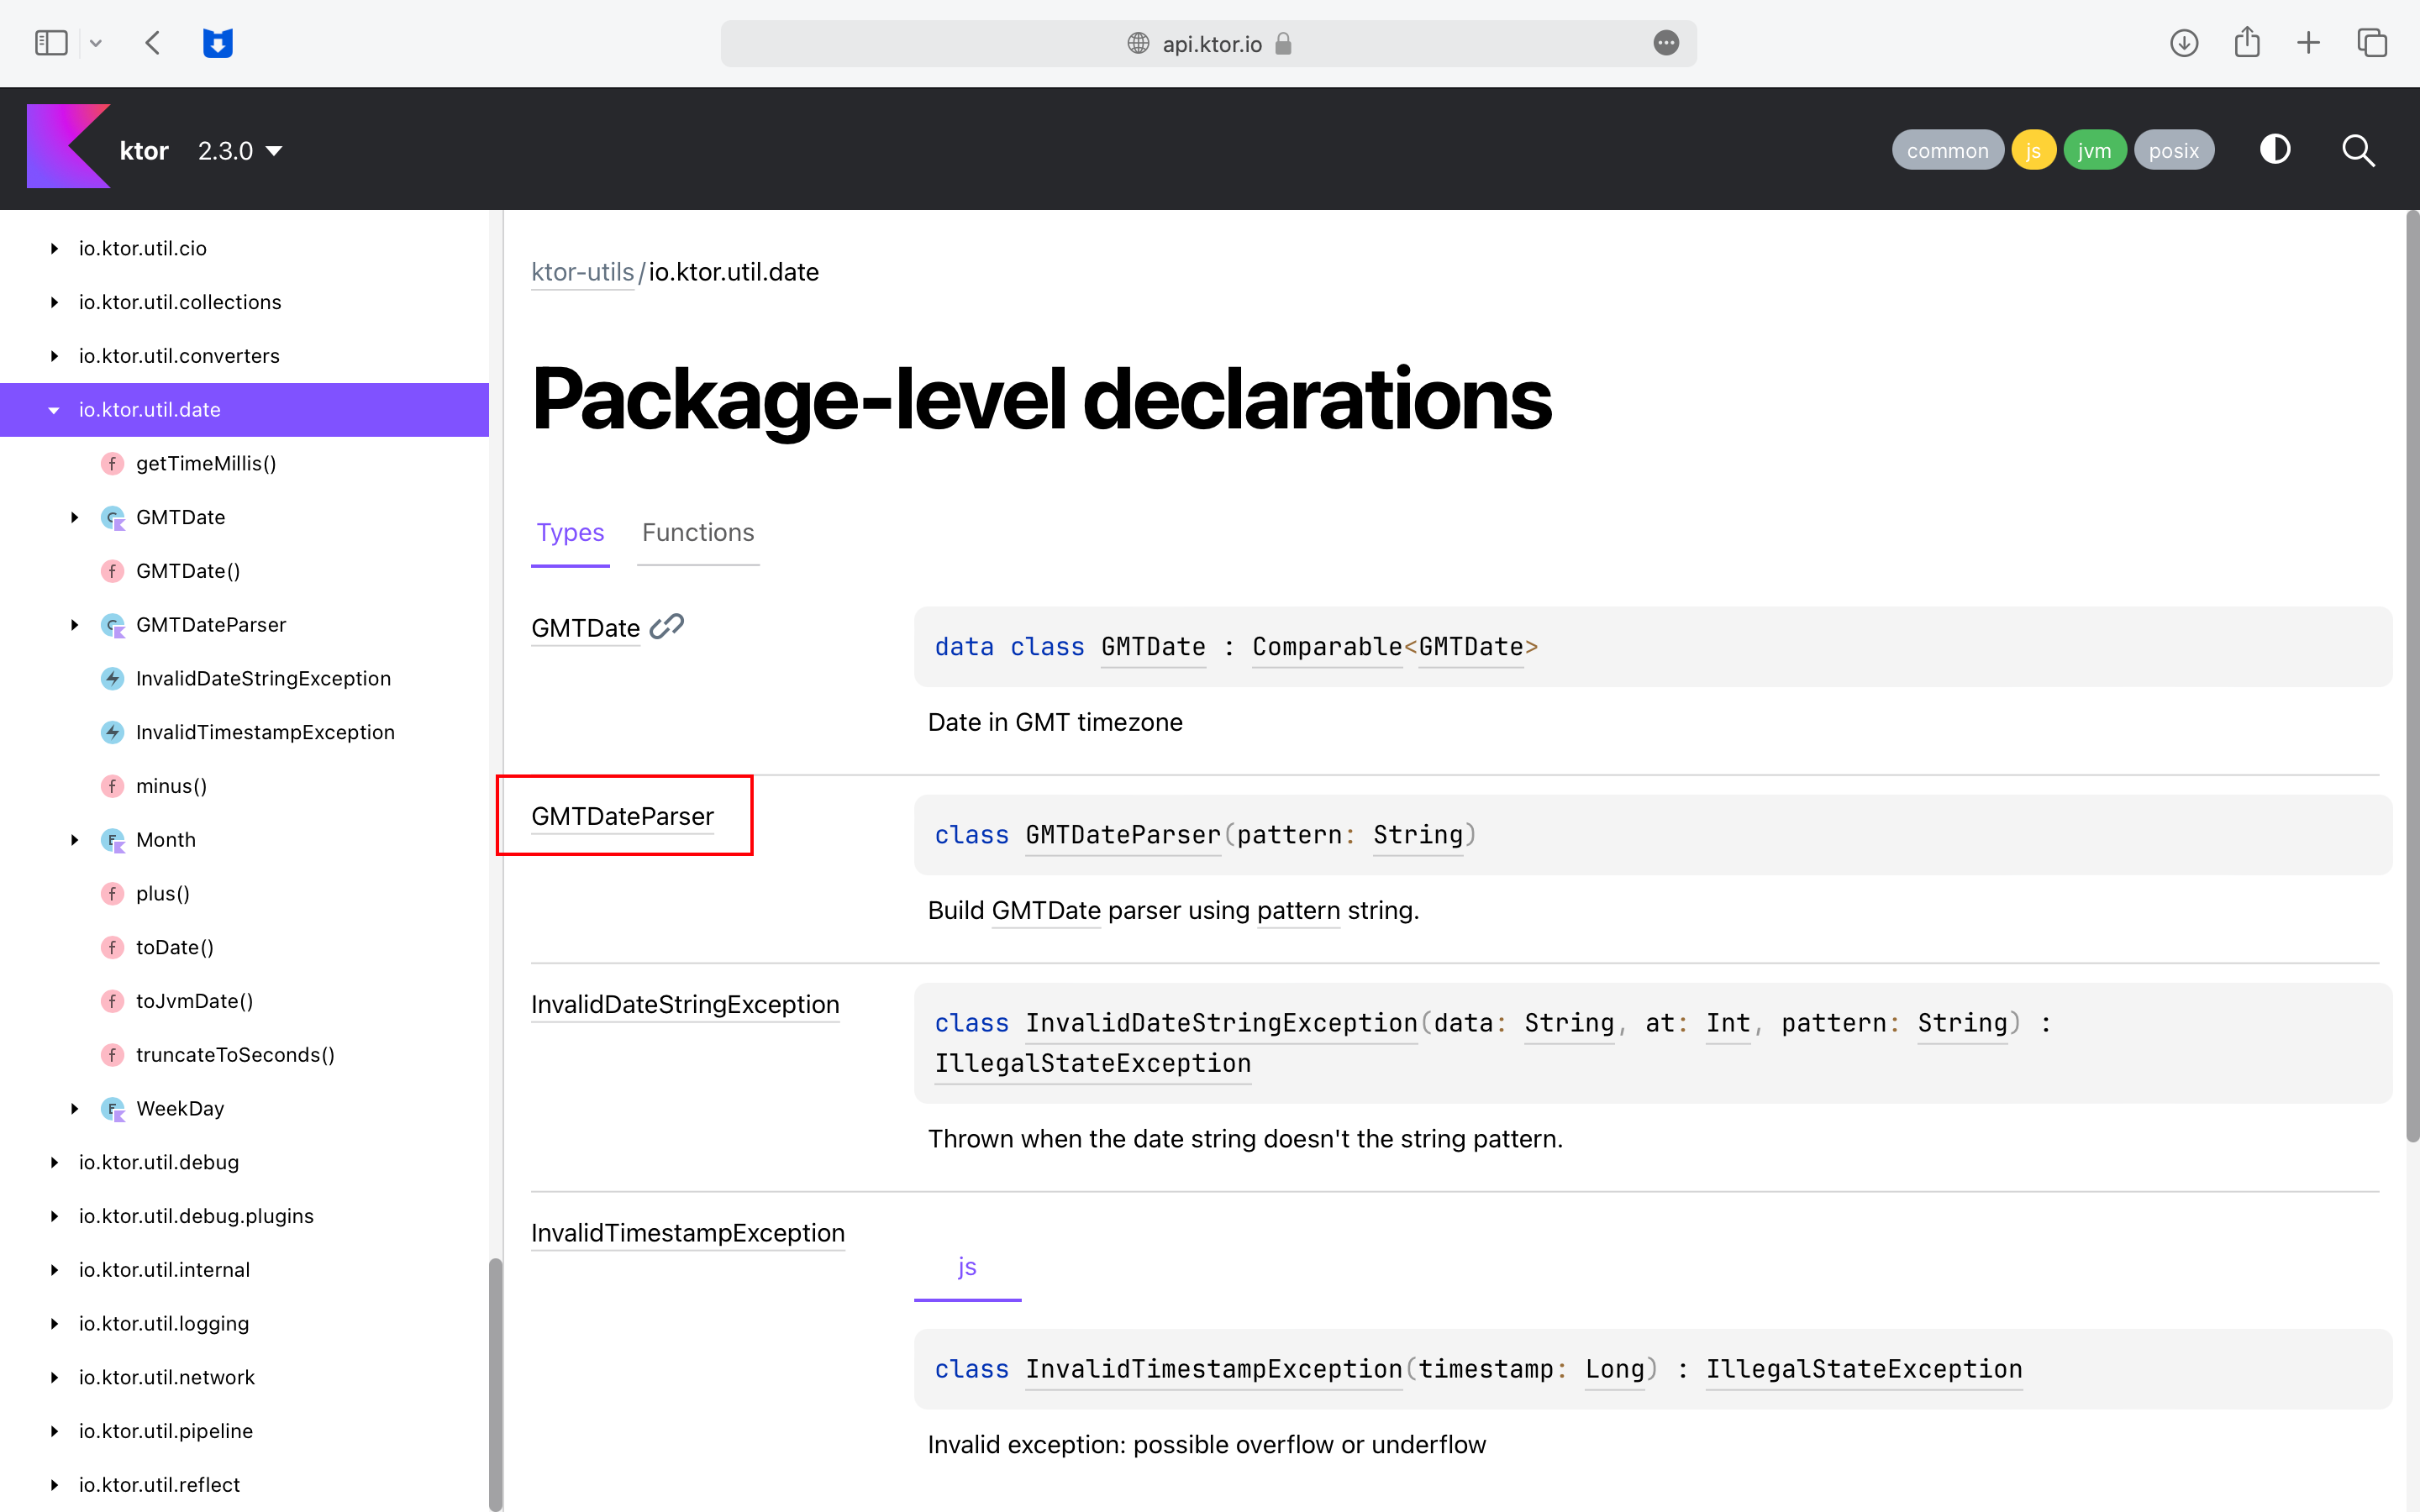 api.ktor.io
ktor 2.3.0
common js jvm posix
io.ktor.util.cio
io.ktor.util.collections
io.ktor.util.converters
io.ktor.util.date
f getTimeMillis()
C GMTDate
f GMTDate()
C GMTDateParser
InvalidDateStringException
InvalidTimestampException
f minus()
E Month
f plus()
f toDate()
f toJvmDate()
f truncateToSeconds()
E WeekDay
io.ktor.util.debug
io.ktor.util.debug.plugins
io.ktor.util.internal
io.ktor.util.logging
io.ktor.util.network
io.ktor.util.pipeline
io.ktor.util.reflect
ktor-utils/io.ktor.util.date
Package-level declarations
Types Functions
GMTDate
data class GMTDate : Comparable<GMTDate>
Date in GMT timezone
GMTDateParser
class GMTDateParser(pattern: String)
Build GMTDate parser using pattern string.
InvalidDateStringException
class InvalidDateStringException(data: String, at: Int, pattern: String) :
IllegalStateException
Thrown when the date string doesn't the string pattern.
InvalidTimestampException
js
class InvalidTimestampException(timestamp: Long) : IllegalStateException
Invalid exception: possible overflow or underflow